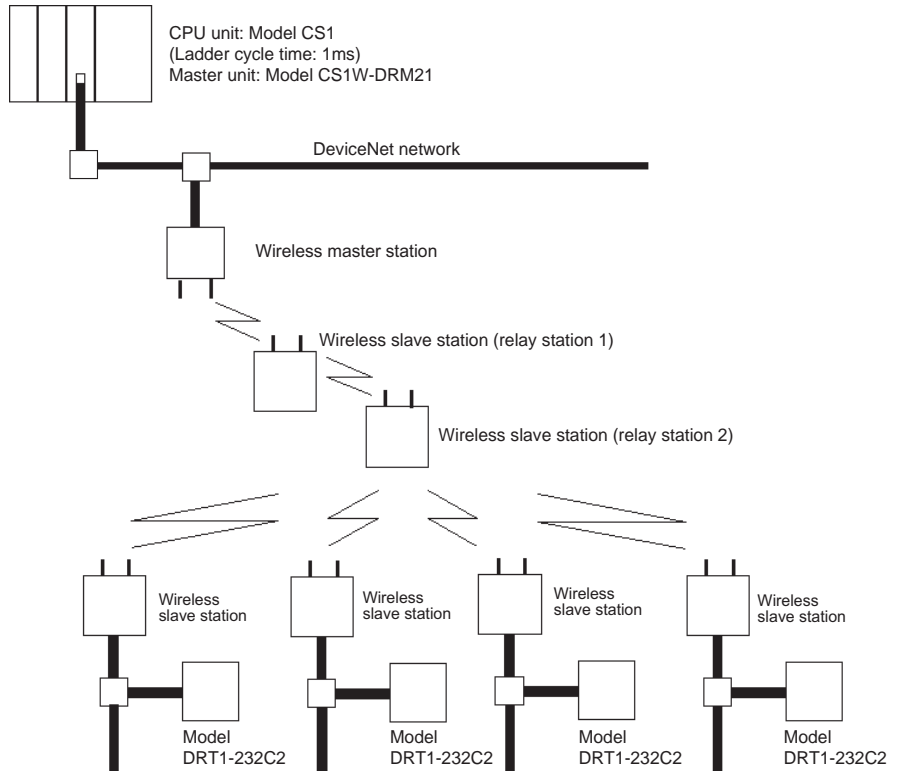 CPU unit: Model CS1
(Ladder cycle time: 1ms)
Master unit: Model CS1W-DRM21
DeviceNet network
Wireless master station
Wireless slave station (relay station 1)
Wireless slave station (relay station 2)
Wireless
slave station
Wireless
slave station
Wireless
slave station
Wireless
slave station
Model
DRT1-232C2
Model
DRT1-232C2
Model
DRT1-232C2
Model
DRT1-232C2